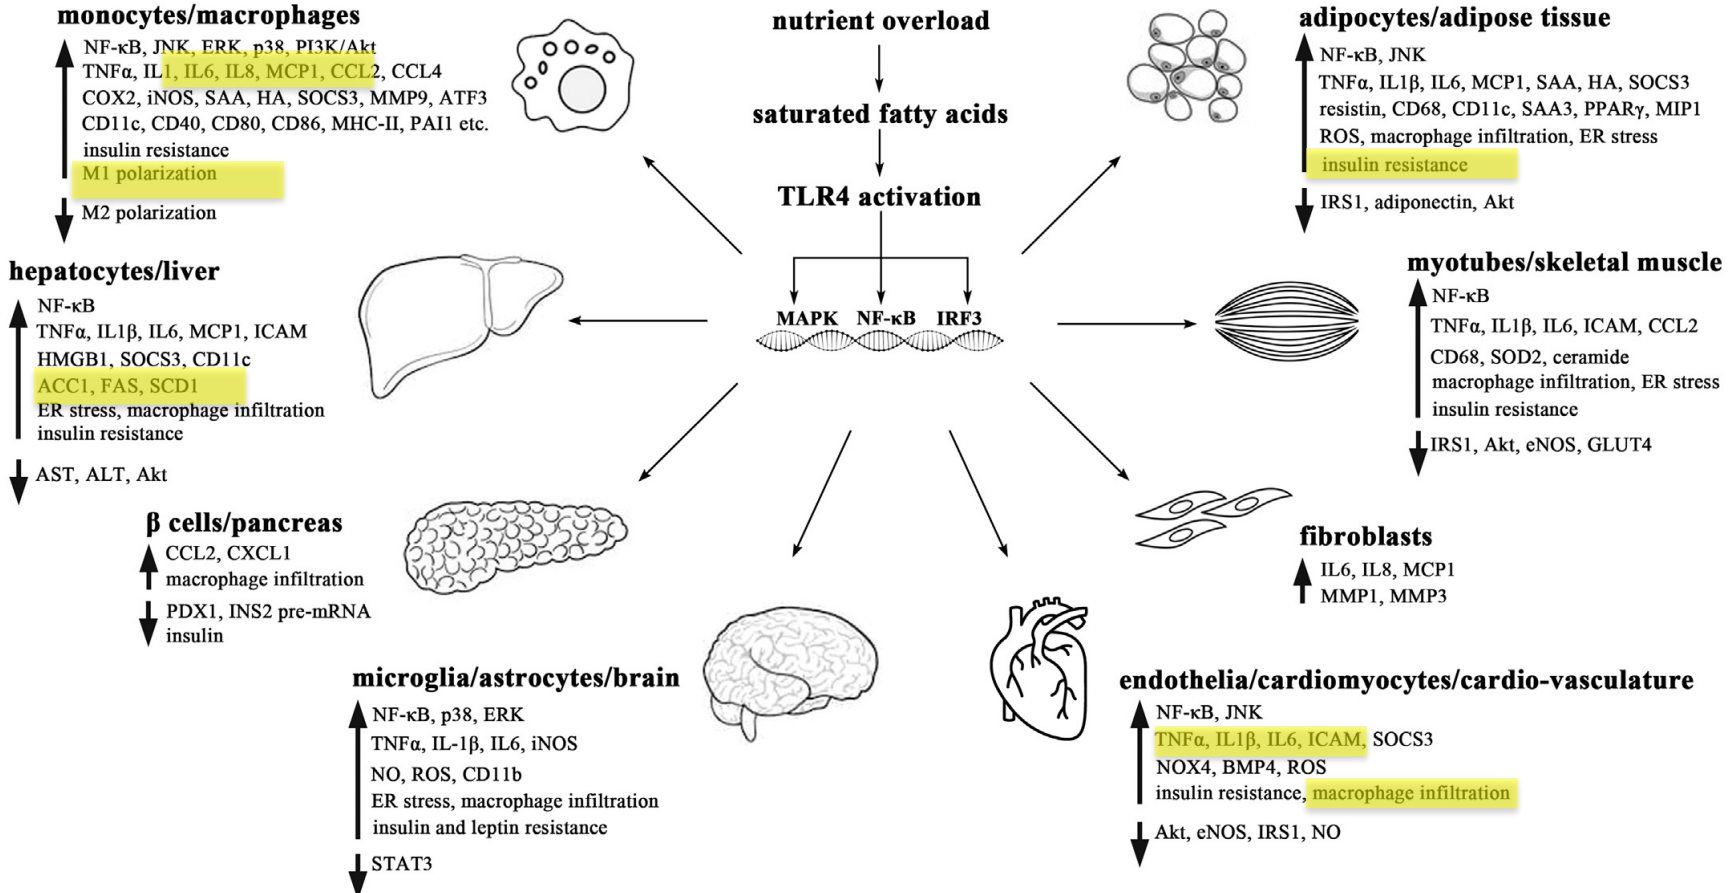 monocytes/macrophages
NF-κB, JNK, ERK, p38, PI3K/Akt
TNFα, IL1, IL6, IL8, MCP1, CCL2, CCL4
COX2, iNOS, SAA, HA, SOCS3, MMP9, ATF3
CD11c, CD40, CD80, CD86, MHC-II, PAI1 etc.
insulin resistance
M1 polarization
M2 polarization
nutrient overload
saturated fatty acids
TLR4 activation
MAPK NF-κB IRF3
adipocytes/adipose tissue
NF-κB, JNK
TNFα, IL1β, IL6, MCP1, SAA, HA, SOCS3
resistin, CD68, CD11c, SAA3, PPARγ, MIP1
ROS, macrophage infiltration, ER stress
insulin resistance
IRS1, adiponectin, Akt
hepatocytes/liver
NF-κB
TNFα, IL1β, IL6, MCP1, ICAM
HMGB1, SOCS3, CD11c
ACC1, FAS, SCD1
ER stress, macrophage infiltration
insulin resistance
AST, ALT, Akt
myotubes/skeletal muscle
NF-κB
TNFα, IL1β, IL6, ICAM, CCL2
CD68, SOD2, ceramide
macrophage infiltration, ER stress
insulin resistance
IRS1, Akt, eNOS, GLUT4
β cells/pancreas
CCL2, CXCL1
macrophage infiltration
PDX1, INS2 pre-mRNA
insulin
fibroblasts
IL6, IL8, MCP1
MMP1, MMP3
microglia/astrocytes/brain
NF-κB, p38, ERK
TNFα, IL-1β, IL6, iNOS
NO, ROS, CD11b
ER stress, macrophage infiltration
insulin and leptin resistance
STAT3
endothelia/cardiomyocytes/cardio-vasculature
NF-κB, JNK
TNFα, IL1β, IL6, ICAM, SOCS3
NOX4, BMP4, ROS
insulin resistance, macrophage infiltration
Akt, eNOS, IRS1, NO